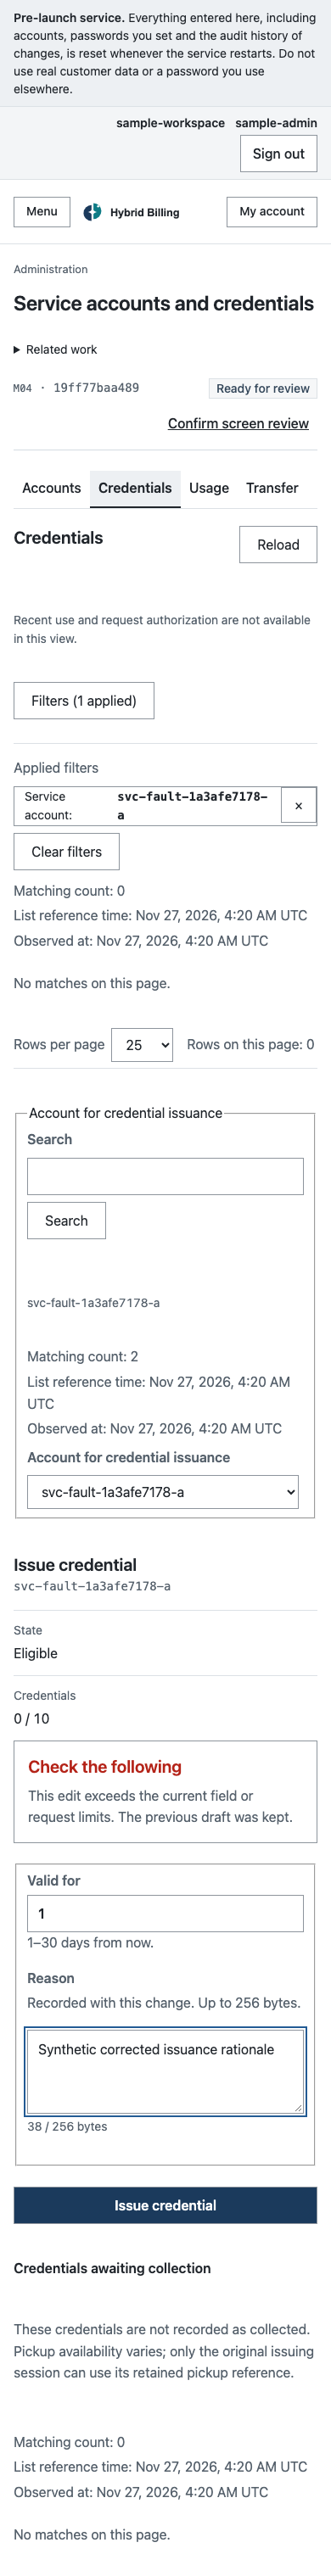 Pre-launch service. Everything entered here, including
accounts, passwords you set and the audit history of
changes, is reset whenever the service restarts. Do not
use real customer data or a password you use
elsewhere.
sample-workspace sample-admin
Sign out
Menu Hybrid Billing My account
Administration
Service accounts and credentials
▶ Related work
M04 · 19ff77baa489 Ready for review
Confirm screen review
Accounts Credentials Usage Transfer
Credentials Reload
Recent use and request authorization are not available
in this view.
Filters (1 applied)
Applied filters
Service
account:
svc-fault-1a3afe7178-
a
×
Clear filters
Matching count: 0
List reference time: Nov 27, 2026, 4:20 AM UTC
Observed at: Nov 27, 2026, 4:20 AM UTC
No matches on this page.
Rows per page 25 Rows on this page: 0
Account for credential issuance
Search
Search
svc-fault-1a3afe7178-a
Matching count: 2
List reference time: Nov 27, 2026, 4:20 AM
UTC
Observed at: Nov 27, 2026, 4:20 AM UTC
Account for credential issuance
svc-fault-1a3afe7178-a
Issue credential
svc-fault-1a3afe7178-a
State
Eligible
Credentials
0 / 10
Check the following
This edit exceeds the current field or
request limits. The previous draft was kept.
Valid for
1
1–30 days from now.
Reason
Recorded with this change. Up to 256 bytes.
Synthetic corrected issuance rationale
38 / 256 bytes
Issue credential
Credentials awaiting collection
These credentials are not recorded as collected.
Pickup availability varies; only the original issuing
session can use its retained pickup reference.
Matching count: 0
List reference time: Nov 27, 2026, 4:20 AM UTC
Observed at: Nov 27, 2026, 4:20 AM UTC
No matches on this page.